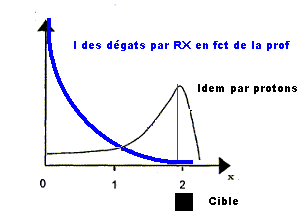 I des dégats par RX en fct de la prof
Idem par protons
0 1 2 x
Cible